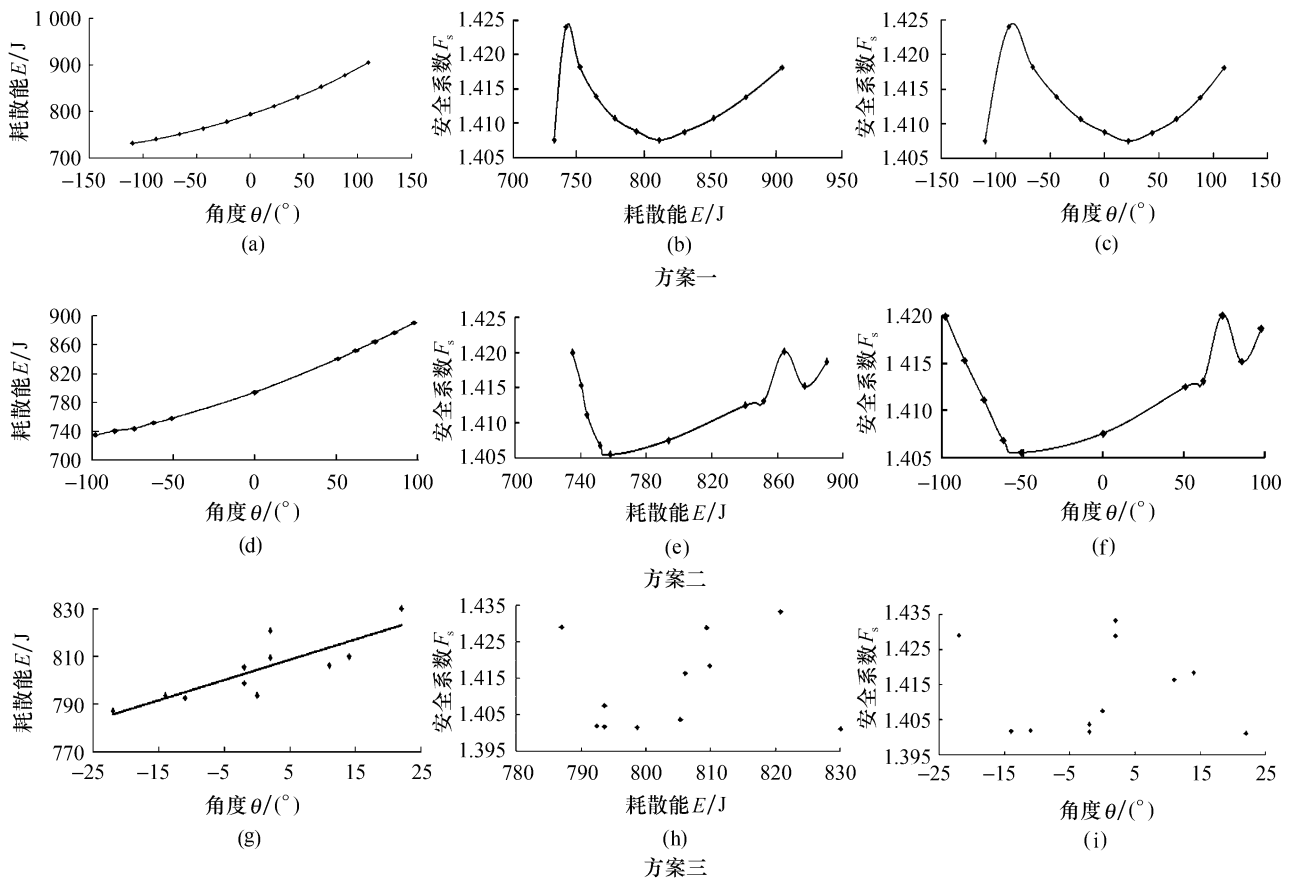 1 000
900
800
700
耗散能E/J
−150 −100 −50 0 50 100 150
角度θ/(°)
(a)
1.425
1.420
1.415
1.410
1.405
安全系数Fs
700 750 800 850 900 950
耗散能E/J
(b)
1.425
1.420
1.415
1.410
1.405
安全系数Fs
−150 −100 −50 0 50 100 150
角度θ/(°)
(c)
方案一
900
860
820
780
740
700
耗散能E/J
−100 −50 0 50 100
角度θ/(°)
(d)
1.425
1.420
1.415
1.410
1.405
安全系数Fs
700 740 780 820 860 900
耗散能E/J
(e)
1.420
1.415
1.410
1.405
安全系数Fs
−100 −50 0 50 100
角度θ/(°)
(f)
方案二
830
810
790
770
耗散能E/J
−25 −15 −5 5 15 25
角度θ/(°)
(g)
1.435
1.425
1.415
1.405
1.395
安全系数Fs
780 790 800 810 820 830
耗散能E/J
(h)
1.435
1.425
1.415
1.405
1.395
安全系数Fs
−25 −15 −5 5 15 25
角度θ/(°)
(i)
方案三